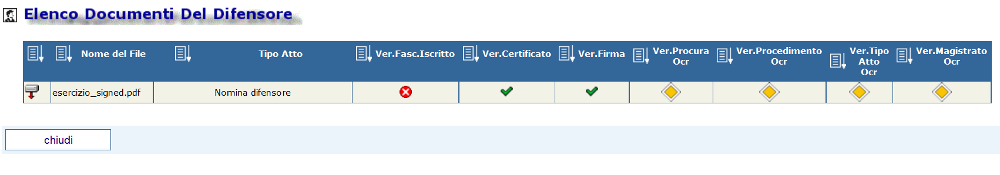 Elenco Documenti Del Difensore
Nome del File
Tipo Atto
Ver.Fasc.Iscritto
Ver.Certificato
Ver.Firma
Ver.Procura
Ocr
Ver.Procedimento
Ocr
Ver.Tipo
Atto
Ocr
Ver.Magistrato
Ocr
esercizio_signed.pdf
Nomina difensore
chiudi